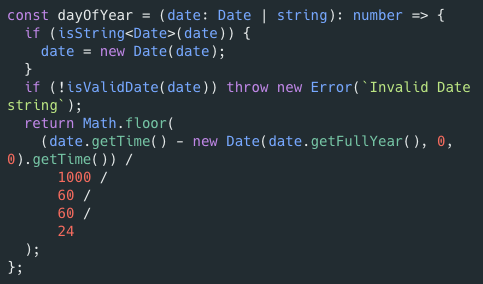 const dayOfYear = (date: Date | string): number => {
  if (isString<Date>(date)) {
    date = new Date(date);
  }
  if (!isValidDate(date)) throw new Error(`Invalid Date
string`);
  return Math.floor(
    (date.getTime() - new Date(date.getFullYear(), 0,
0).getTime()) /
      1000 /
      60 /
      60 /
      24
  );
};